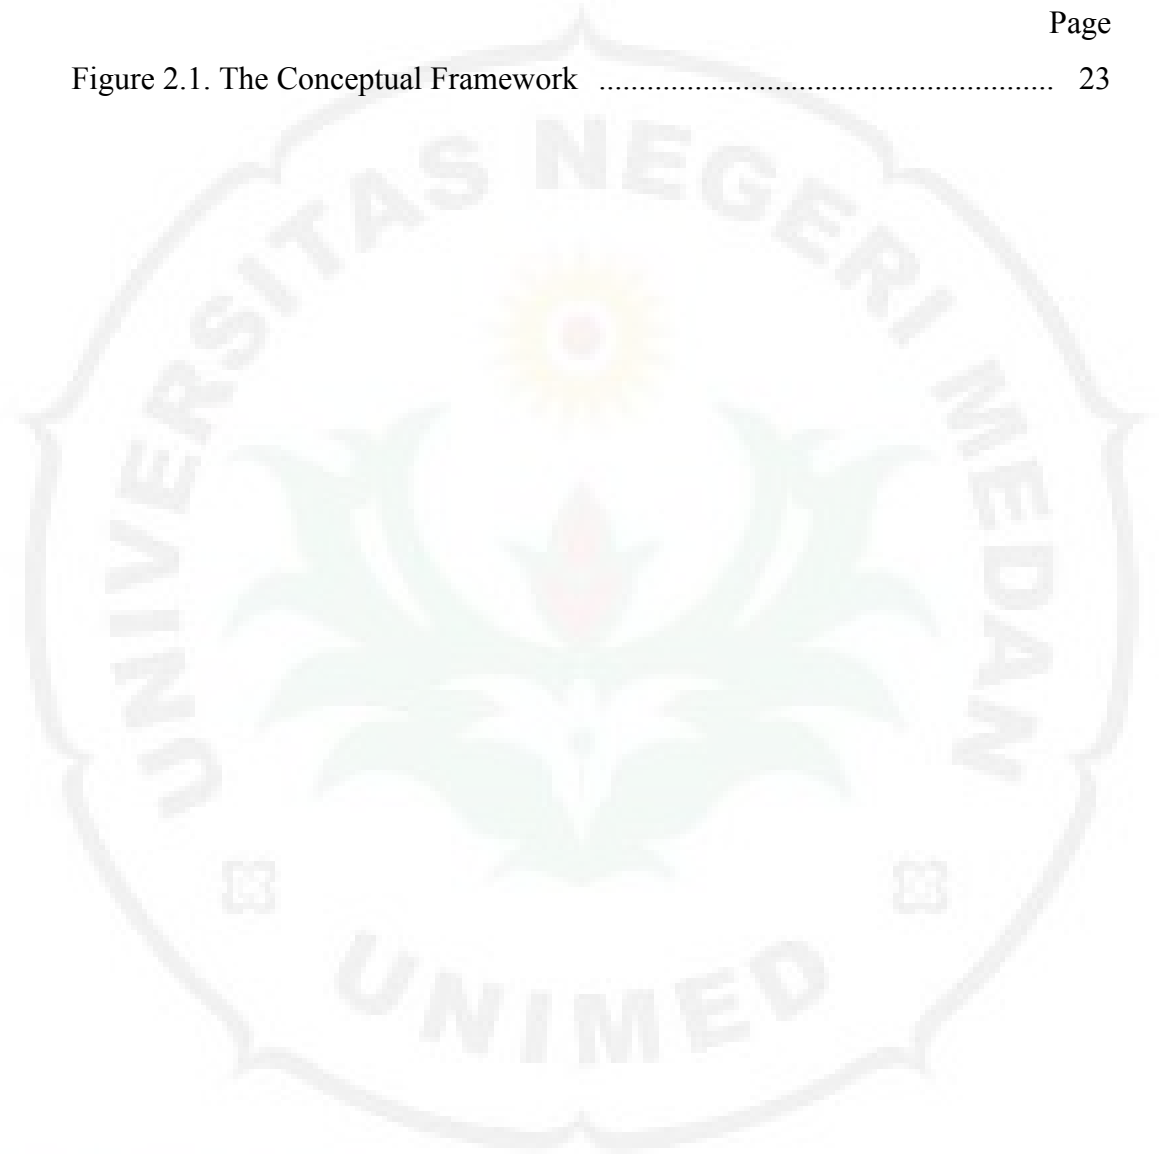 Page
Figure 2.1. The Conceptual Framework ......................................................... 23
UNIVERSITAS NEGERI MEDAN
UNIMED